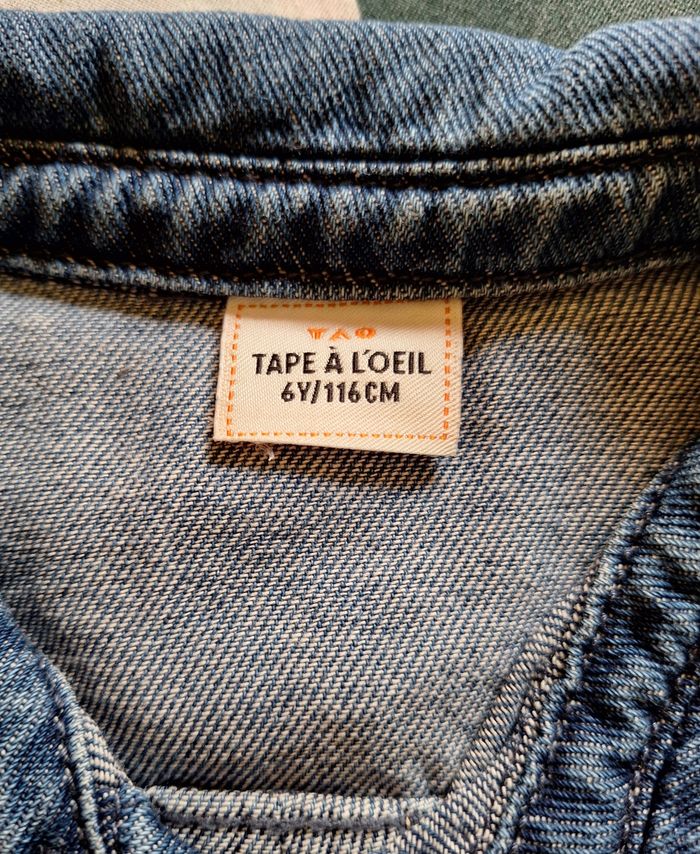 TAO
TAPE À L'OEIL
6Y/116CM